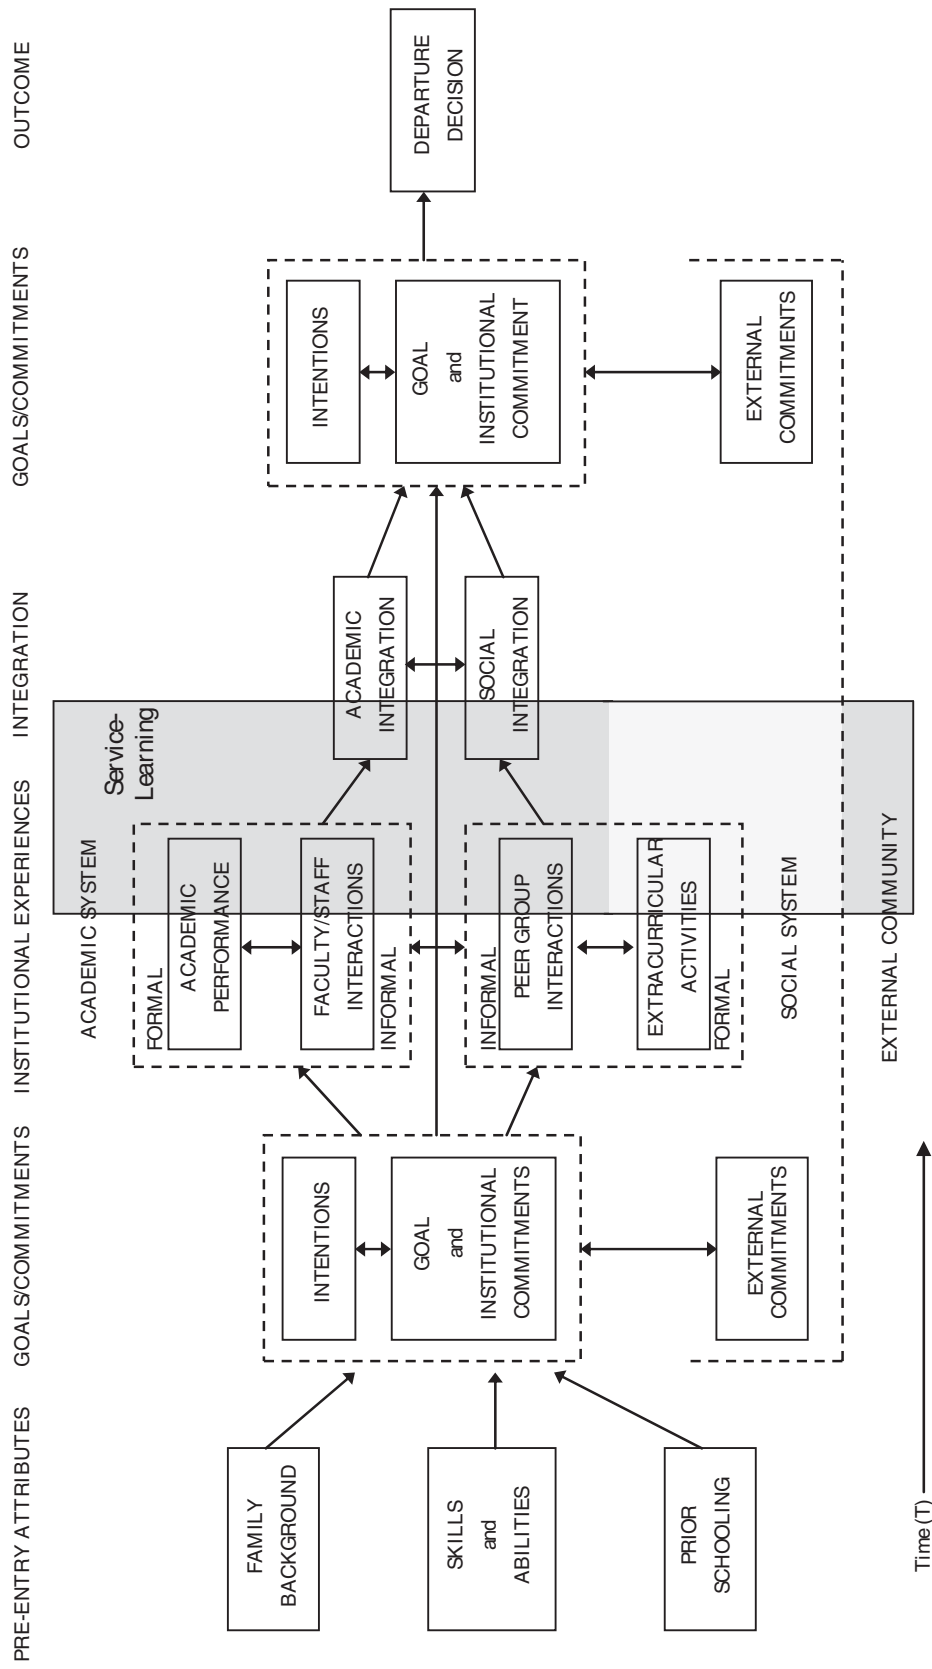 PRE-ENTRY ATTRIBUTES
GOALS/COMMITMENTS
INSTITUTIONAL EXPERIENCES
INTEGRATION
GOALS/COMMITMENTS
OUTCOME
FAMILY
BACKGROUND
SKILLS
and
ABILITIES
PRIOR
SCHOOLING
INTENTIONS
GOAL
and
INSTITUTIONAL
COMMITMENTS
EXTERNAL
COMMITMENTS
ACADEMIC SYSTEM
FORMAL
ACADEMIC
PERFORMANCE
FACULTY/STAFF
INTERACTIONS
INFORMAL
INFORMAL
PEER GROUP
INTERACTIONS
EXTRACURRICULAR
ACTIVITIES
FORMAL
SOCIAL SYSTEM
EXTERNAL COMMUNITY
Service-
Learning
ACADEMIC
INTEGRATION
SOCIAL
INTEGRATION
INTENTIONS
GOAL
and
INSTITUTIONAL
COMMITMENT
EXTERNAL
COMMITMENTS
DEPARTURE
DECISION
Time (T)